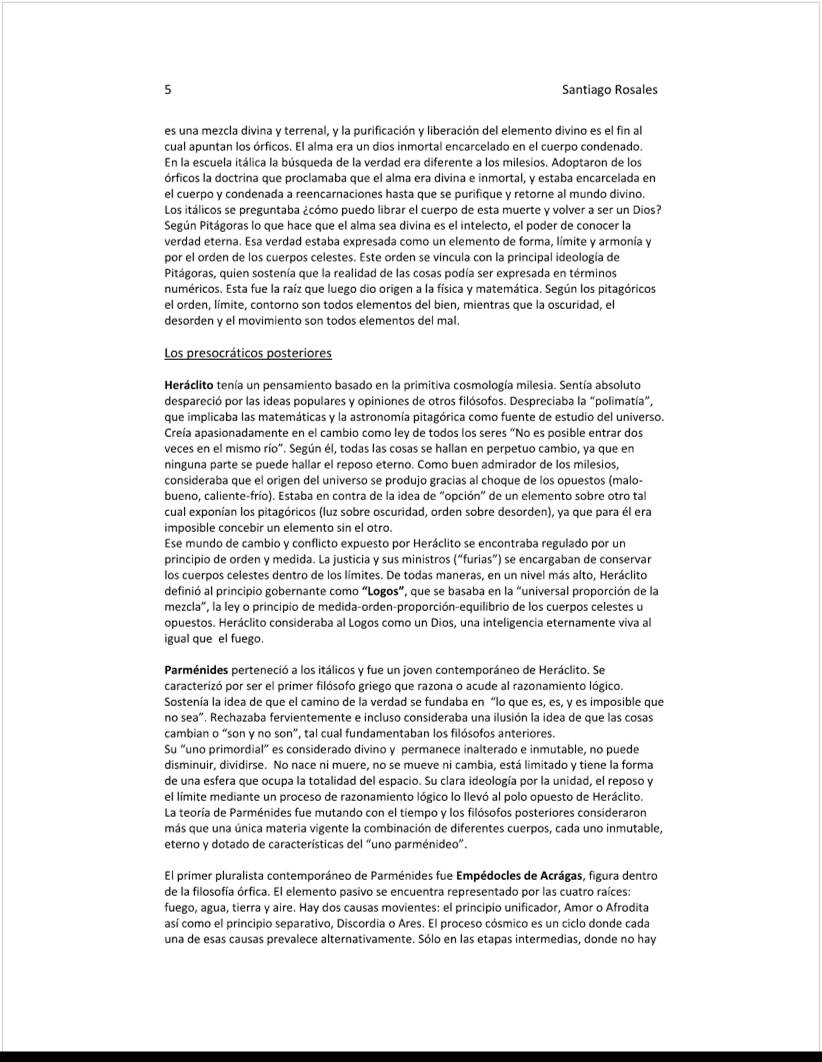 5 Santiago Rosales
es una mezcla divina y terrenal, y la purificación y liberación del elemento divino es el fin al
cual apuntan los órficos. El alma era un dios inmortal encarcelado en el cuerpo condenado.
En la escuela itálica la búsqueda de la verdad era diferente a los milesios. Adoptaron de los
órficos la doctrina que proclamaba que el alma era divina e inmortal, y estaba encarcelada en
el cuerpo y condenada a reencarnaciones hasta que se purifique y retorne al mundo divino.
Los itálicos se preguntaba ¿cómo puedo librar el cuerpo de esta muerte y volver a ser un Dios?
Según Pitágoras lo que hace que el alma sea divina es el intelecto, el poder de conocer la
verdad eterna. Esa verdad estaba expresada como un elemento de forma, límite y armonía y
por el orden de los cuerpos celestes. Este orden se vincula con la principal ideología de
Pitágoras, quien sostenía que la realidad de las cosas podía ser expresada en términos
numéricos. Esta fue la raíz que luego dio origen a la física y matemática. Según los pitagóricos
el orden, límite, contorno son todos elementos del bien, mientras que la oscuridad, el
desorden y el movimiento son todos elementos del mal.
Los presocráticos posteriores
Heráclito tenía un pensamiento basado en la primitiva cosmología milesia. Sentía absoluto
despareció por las ideas populares y opiniones de otros filósofos. Despreciaba la “polimatía”,
que implicaba las matemáticas y la astronomía pitagórica como fuente de estudio del universo.
Creía apasionadamente en el cambio como ley de todos los seres “No es posible entrar dos
veces en el mismo río”. Según él, todas las cosas se hallan en perpetuo cambio, ya que en
ninguna parte se puede hallar el reposo eterno. Como buen admirador de los milesios,
consideraba que el origen del universo se produjo gracias al choque de los opuestos (malo-
bueno, caliente-frío). Estaba en contra de la idea de “opción” de un elemento sobre otro tal
cual exponían los pitagóricos (luz sobre oscuridad, orden sobre desorden), ya que para él era
imposible concebir un elemento sin el otro.
Ese mundo de cambio y conflicto expuesto por Heráclito se encontraba regulado por un
principio de orden y medida. La justicia y sus ministros (“furias”) se encargaban de conservar
los cuerpos celestes dentro de los límites. De todas maneras, en un nivel más alto, Heráclito
definió al principio gobernante como “Logos”, que se basaba en la “universal proporción de la
mezcla”, la ley o principio de medida-orden-proporción-equilibrio de los cuerpos celestes u
opuestos. Heráclito consideraba al Logos como un Dios, una inteligencia eternamente viva al
igual que el fuego.
Parménides perteneció a los itálicos y fue un joven contemporáneo de Heráclito. Se
caracterizó por ser el primer filósofo griego que razona o acude al razonamiento lógico.
Sostenía la idea de que el camino de la verdad se fundaba en “lo que es, es, y es imposible que
no sea”. Rechazaba fervientemente e incluso consideraba una ilusión la idea de que las cosas
cambian o “son y no son”, tal cual fundamentaban los filósofos anteriores.
Su “uno primordial” es considerado divino y permanece inalterado e inmutable, no puede
disminuir, dividirse. No nace ni muere, no se mueve ni cambia, está limitado y tiene la forma
de una esfera que ocupa la totalidad del espacio. Su clara ideología por la unidad, el reposo y
el límite mediante un proceso de razonamiento lógico lo llevó al polo opuesto de Heráclito.
La teoría de Parménides fue mutando con el tiempo y los filósofos posteriores consideraron
más que una única materia vigente la combinación de diferentes cuerpos, cada uno inmutable,
eterno y dotado de características del “uno parménideo”.
El primer pluralista contemporáneo de Parménides fue Empédocles de Acrágas, figura dentro
de la filosofía órfica. El elemento pasivo se encuentra representado por las cuatro raíces:
fuego, agua, tierra y aire. Hay dos causas movientes: el principio unificador, Amor o Afrodita
así como el principio separativo, Discordia o Ares. El proceso cósmico es un ciclo donde cada
una de esas causas prevalece alternativamente. Sólo en las etapas intermedias, donde no hay